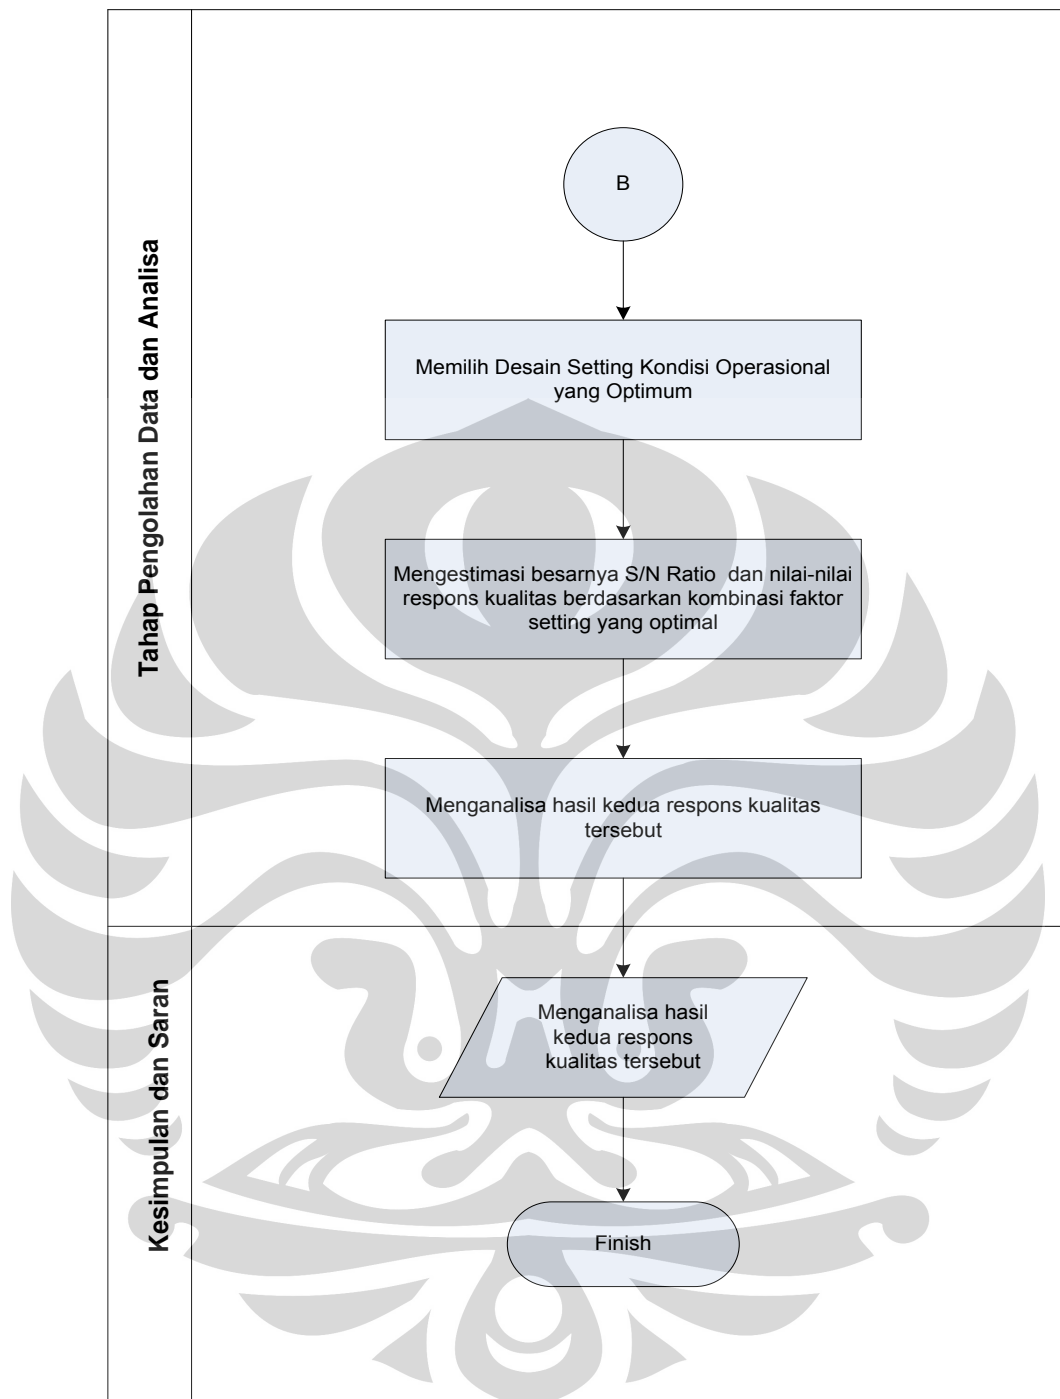 Tahap Pengolahan Data dan Analisa
B
Memilih Desain Setting Kondisi Operasional
yang Optimum
Mengestimasi besarnya S/N Ratio dan nilai-nilai
respons kualitas berdasarkan kombinasi faktor
setting yang optimal
Menganalisa hasil kedua respons kualitas
tersebut
Kesimpulan dan Saran
Menganalisa hasil
kedua respons
kualitas tersebut
Finish